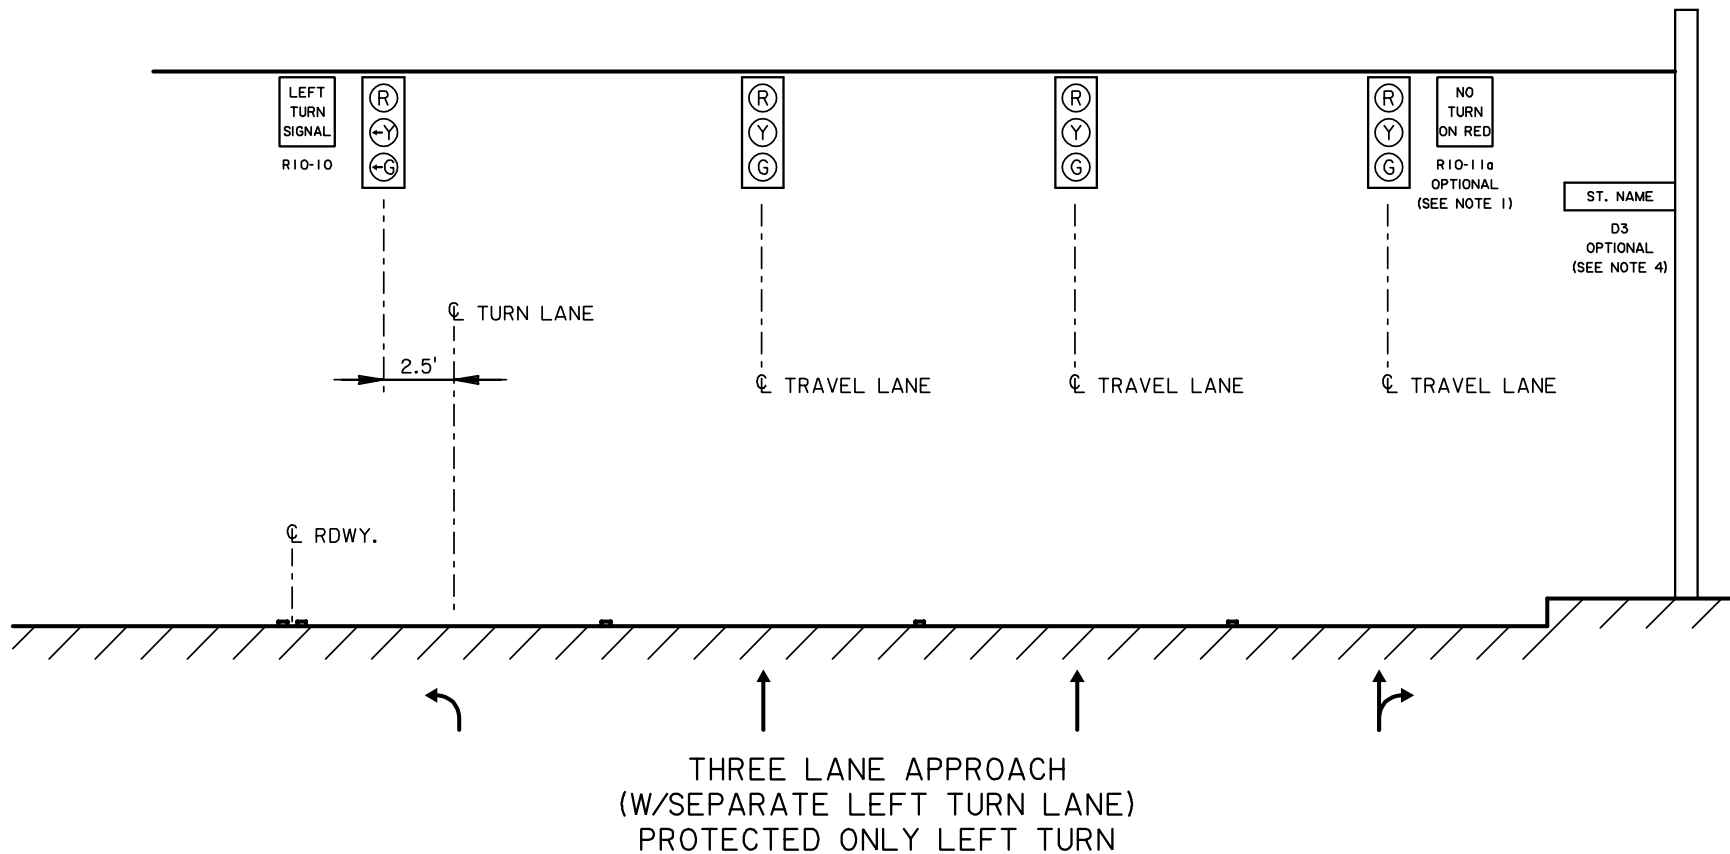 LEFT
TURN
SIGNAL
R10-10
R
←Y
←G
R
Y
G
R
Y
G
R
Y
G
NO
TURN
ON RED
R10-11a
OPTIONAL
(SEE NOTE 1)
ST. NAME
D3
OPTIONAL
(SEE NOTE 4)
℄ TURN LANE
2.5'
℄ TRAVEL LANE
℄ TRAVEL LANE
℄ TRAVEL LANE
℄ RDWY.
THREE LANE APPROACH
(W/SEPARATE LEFT TURN LANE)
PROTECTED ONLY LEFT TURN